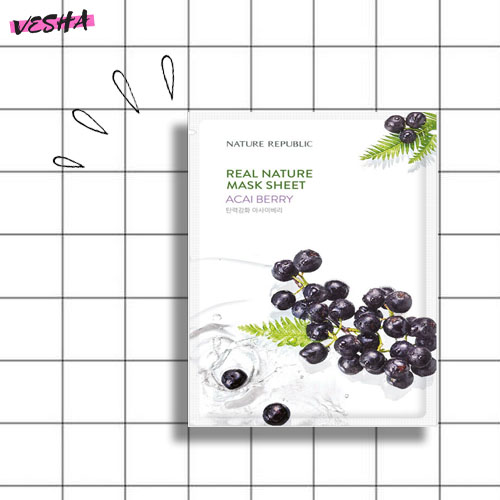 VESHA
NATURE REPUBLIC
REAL NATURE
MASK SHEET
ACAI BERRY
탄력강화 아사이베리